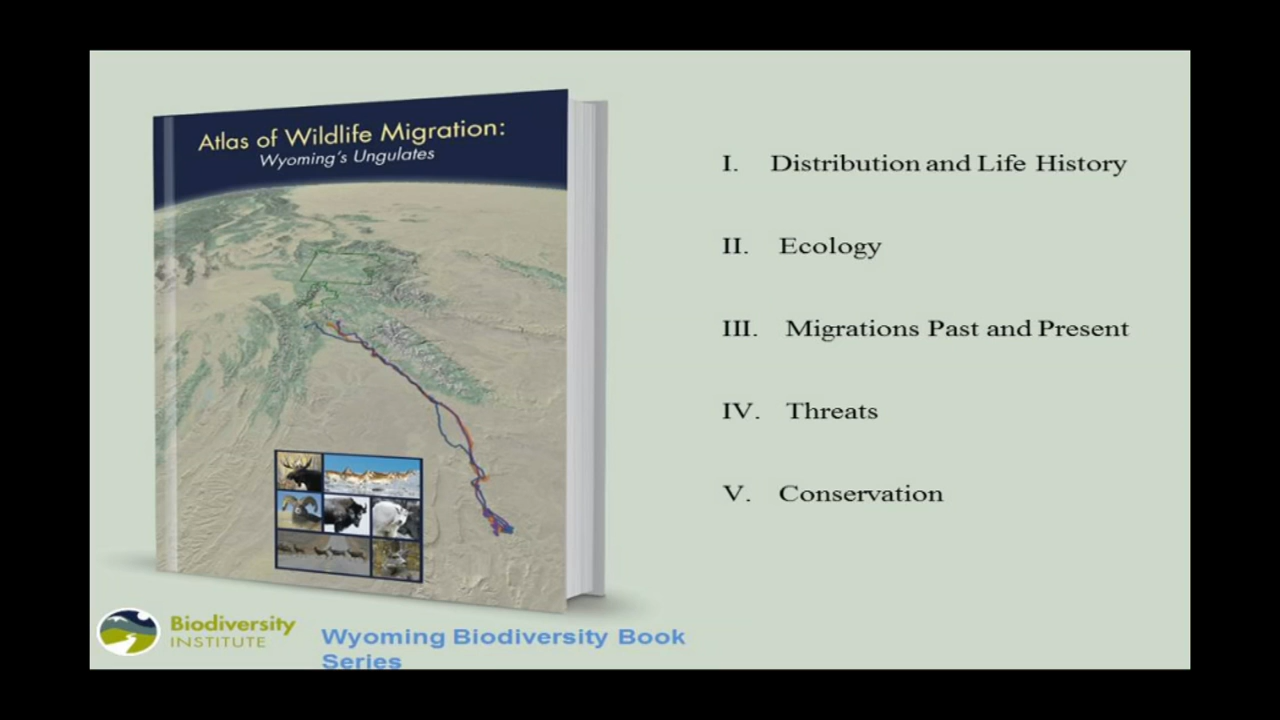 Atlas of Wildlife Migration:
Wyoming's Ungulates
I. Distribution and Life History
II. Ecology
III. Migrations Past and Present
IV. Threats
V. Conservation
Biodiversity
INSTITUTE
Wyoming Biodiversity Book
Series